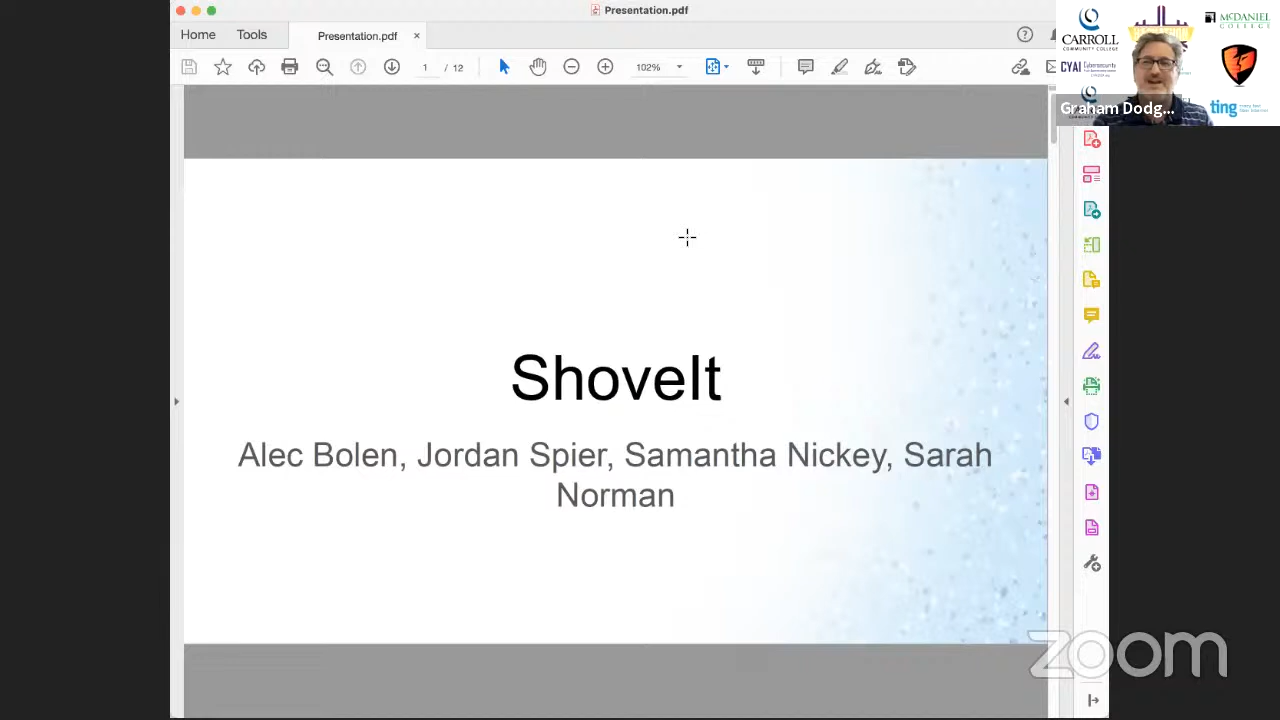 Presentation.pdf
Home
Tools
Presentation.pdf
×
1 / 12
102%
CARROLL
COMMUNITY COLLEGE
McDANIEL
COLLEGE
CYAI Cybersecurity
ting
Graham Dodg...
ShoveIt
Alec Bolen, Jordan Spier, Samantha Nickey, Sarah
Norman
zoom